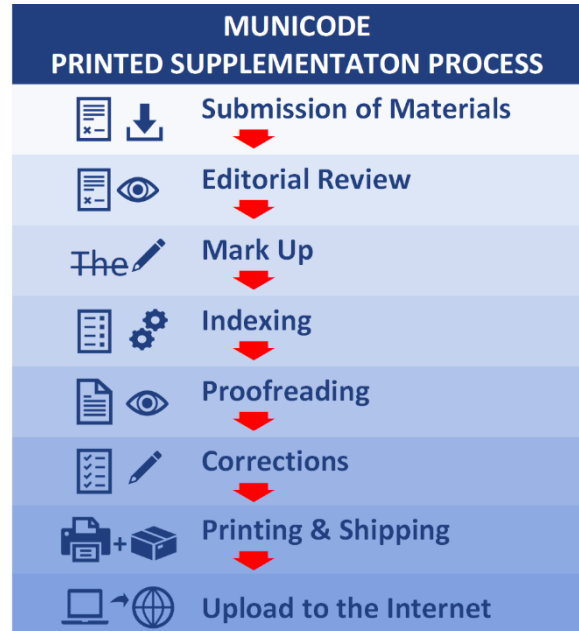 MUNICODE
PRINTED SUPPLEMENTATON PROCESS
Submission of Materials
Editorial Review
The
Mark Up
Indexing
Proofreading
Corrections
Printing & Shipping
Upload to the Internet